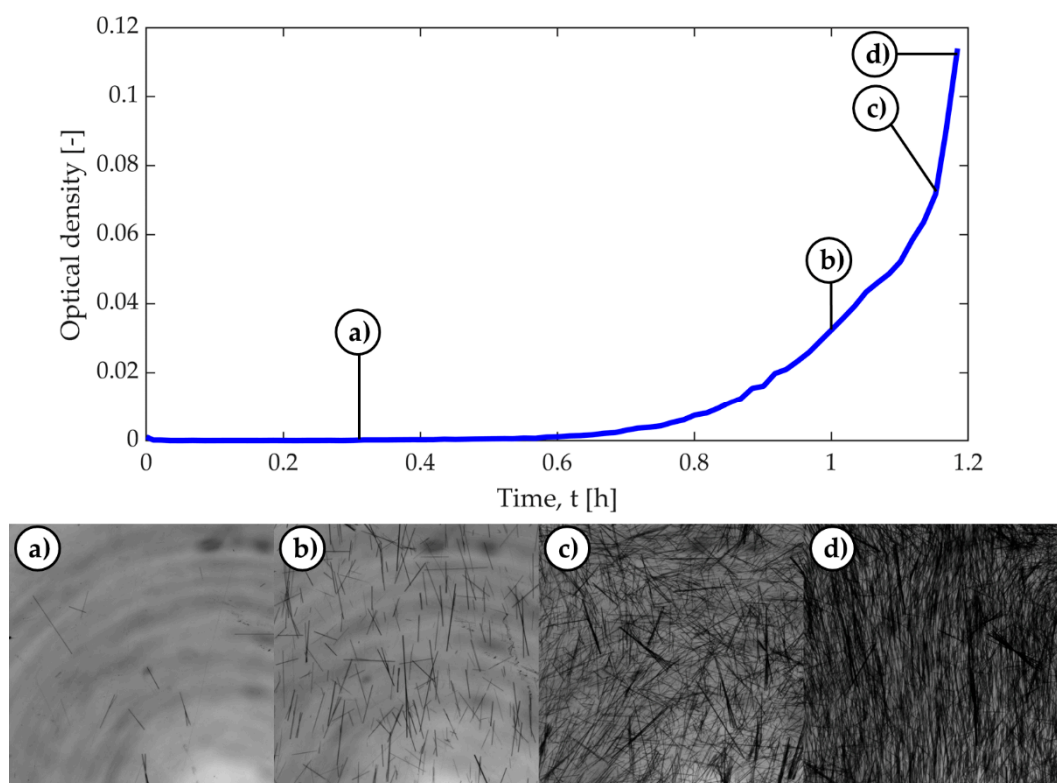 0.12
0.1
0.08
0.06
0.04
0.02
0
Optical density [-]
d)
c)
b)
a)
0 0.2 0.4 0.6 0.8 1 1.2
Time, t [h]
a) b) c) d)